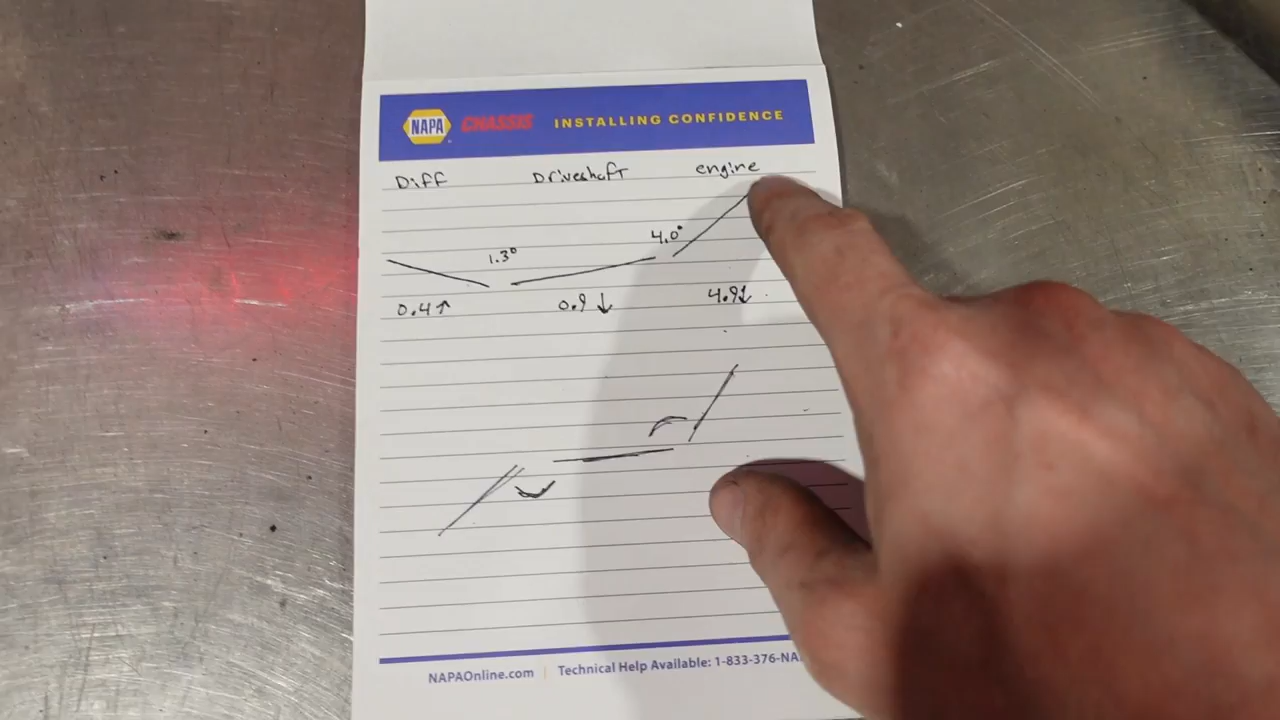 NAPA CHASSIS INSTALLING CONFIDENCE
Diff Driveshaft engine
4.0°
1.3°
0.4↑ 0.9↓ 4.9↓
NAPAOnline.com | Technical Help Available: 1-833-376-NA